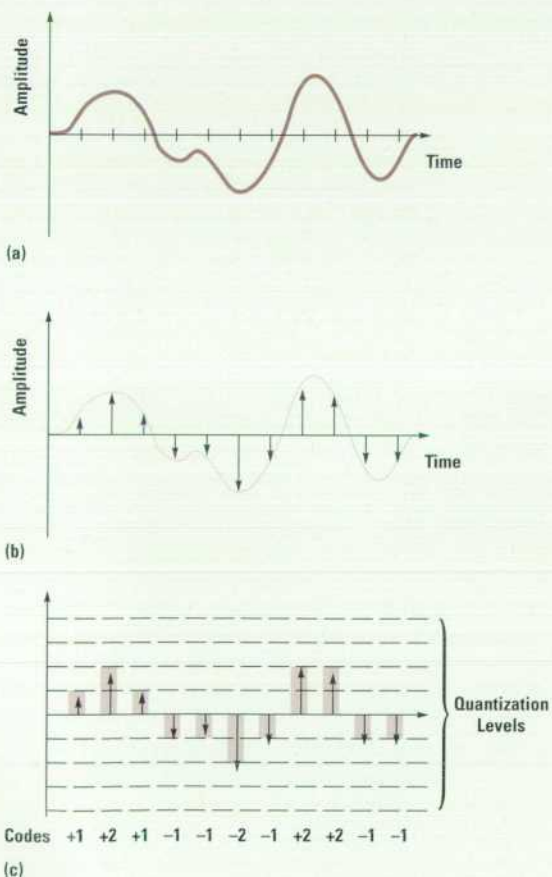 Amplitude
Time
(a)
Amplitude
Time
(b)
Quantization
Levels
Codes +1 +2 +1 –1 –1 –2 –1 +2 +2 –1 –1
(c)